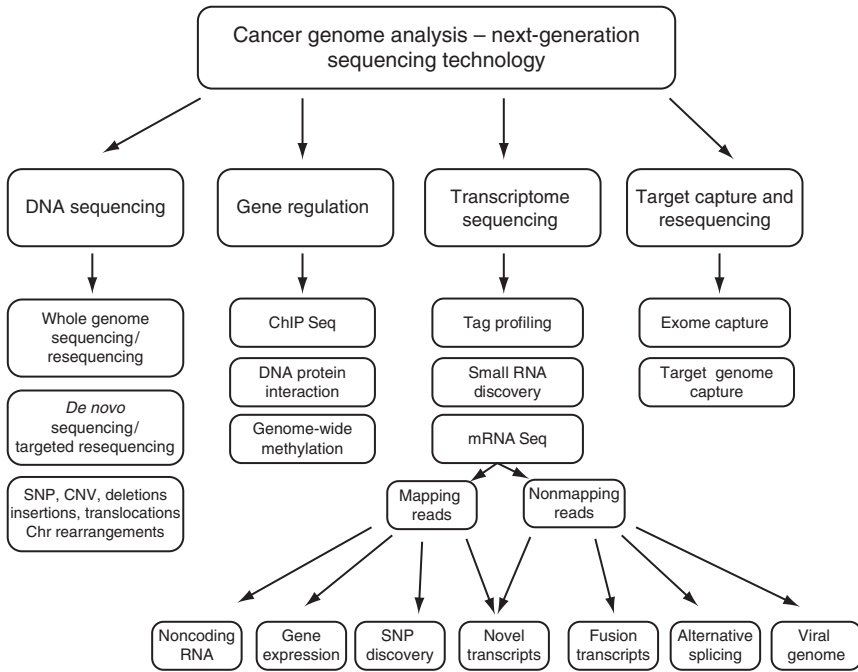 Cancer genome analysis – next-generation
sequencing technology
DNA sequencing
Gene regulation
Transcriptome
sequencing
Target capture and
resequencing
Whole genome
sequencing/
resequencing
De novo
sequencing/
targeted resequencing
SNP, CNV, deletions
insertions, translocations
Chr rearrangements
ChIP Seq
DNA protein
interaction
Genome-wide
methylation
Tag profiling
Small RNA
discovery
mRNA Seq
Exome capture
Target genome
capture
Mapping
reads
Nonmapping
reads
Noncoding
RNA
Gene
expression
SNP
discovery
Novel
transcripts
Fusion
transcripts
Alternative
splicing
Viral
genome